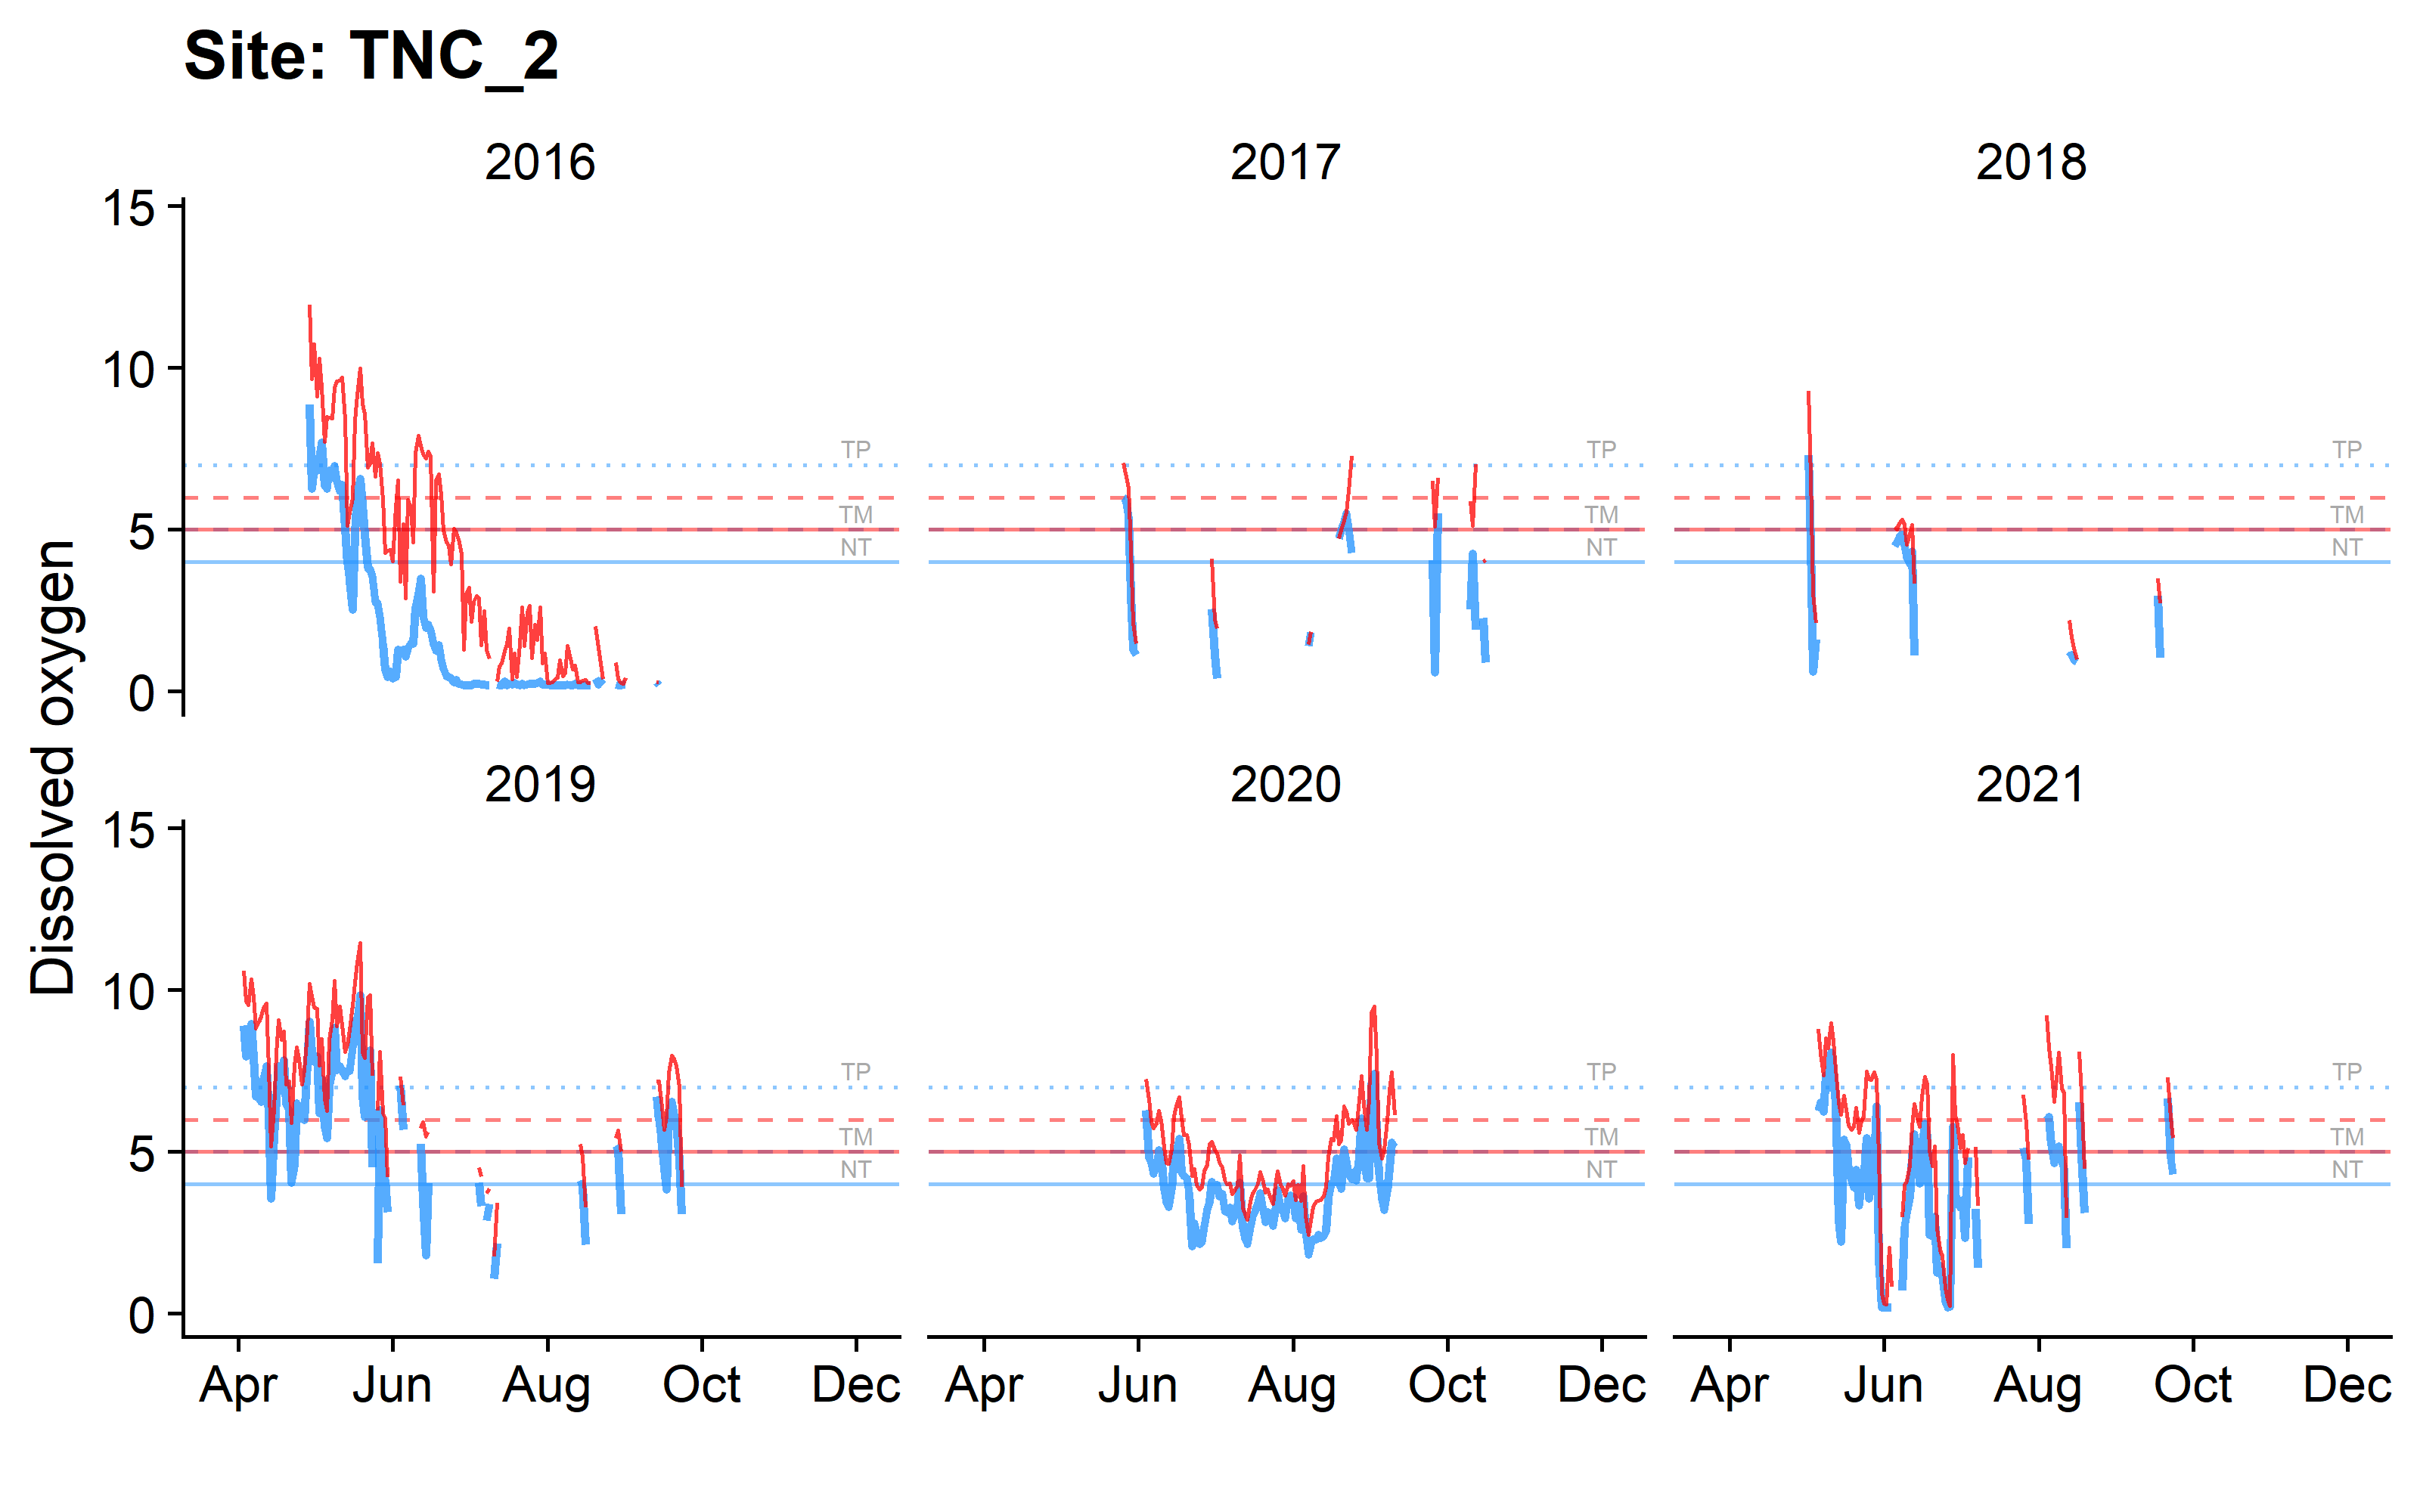 Site: TNC_2
2016 2017 2018
15
10
5
0
TP TP TP
TM TM TM
NT NT NT
Dissolved oxygen
2019 2020 2021
15
10
5
0
TP TP TP
TM TM TM
NT NT NT
Apr Jun Aug Oct Dec Apr Jun Aug Oct Dec Apr Jun Aug Oct Dec